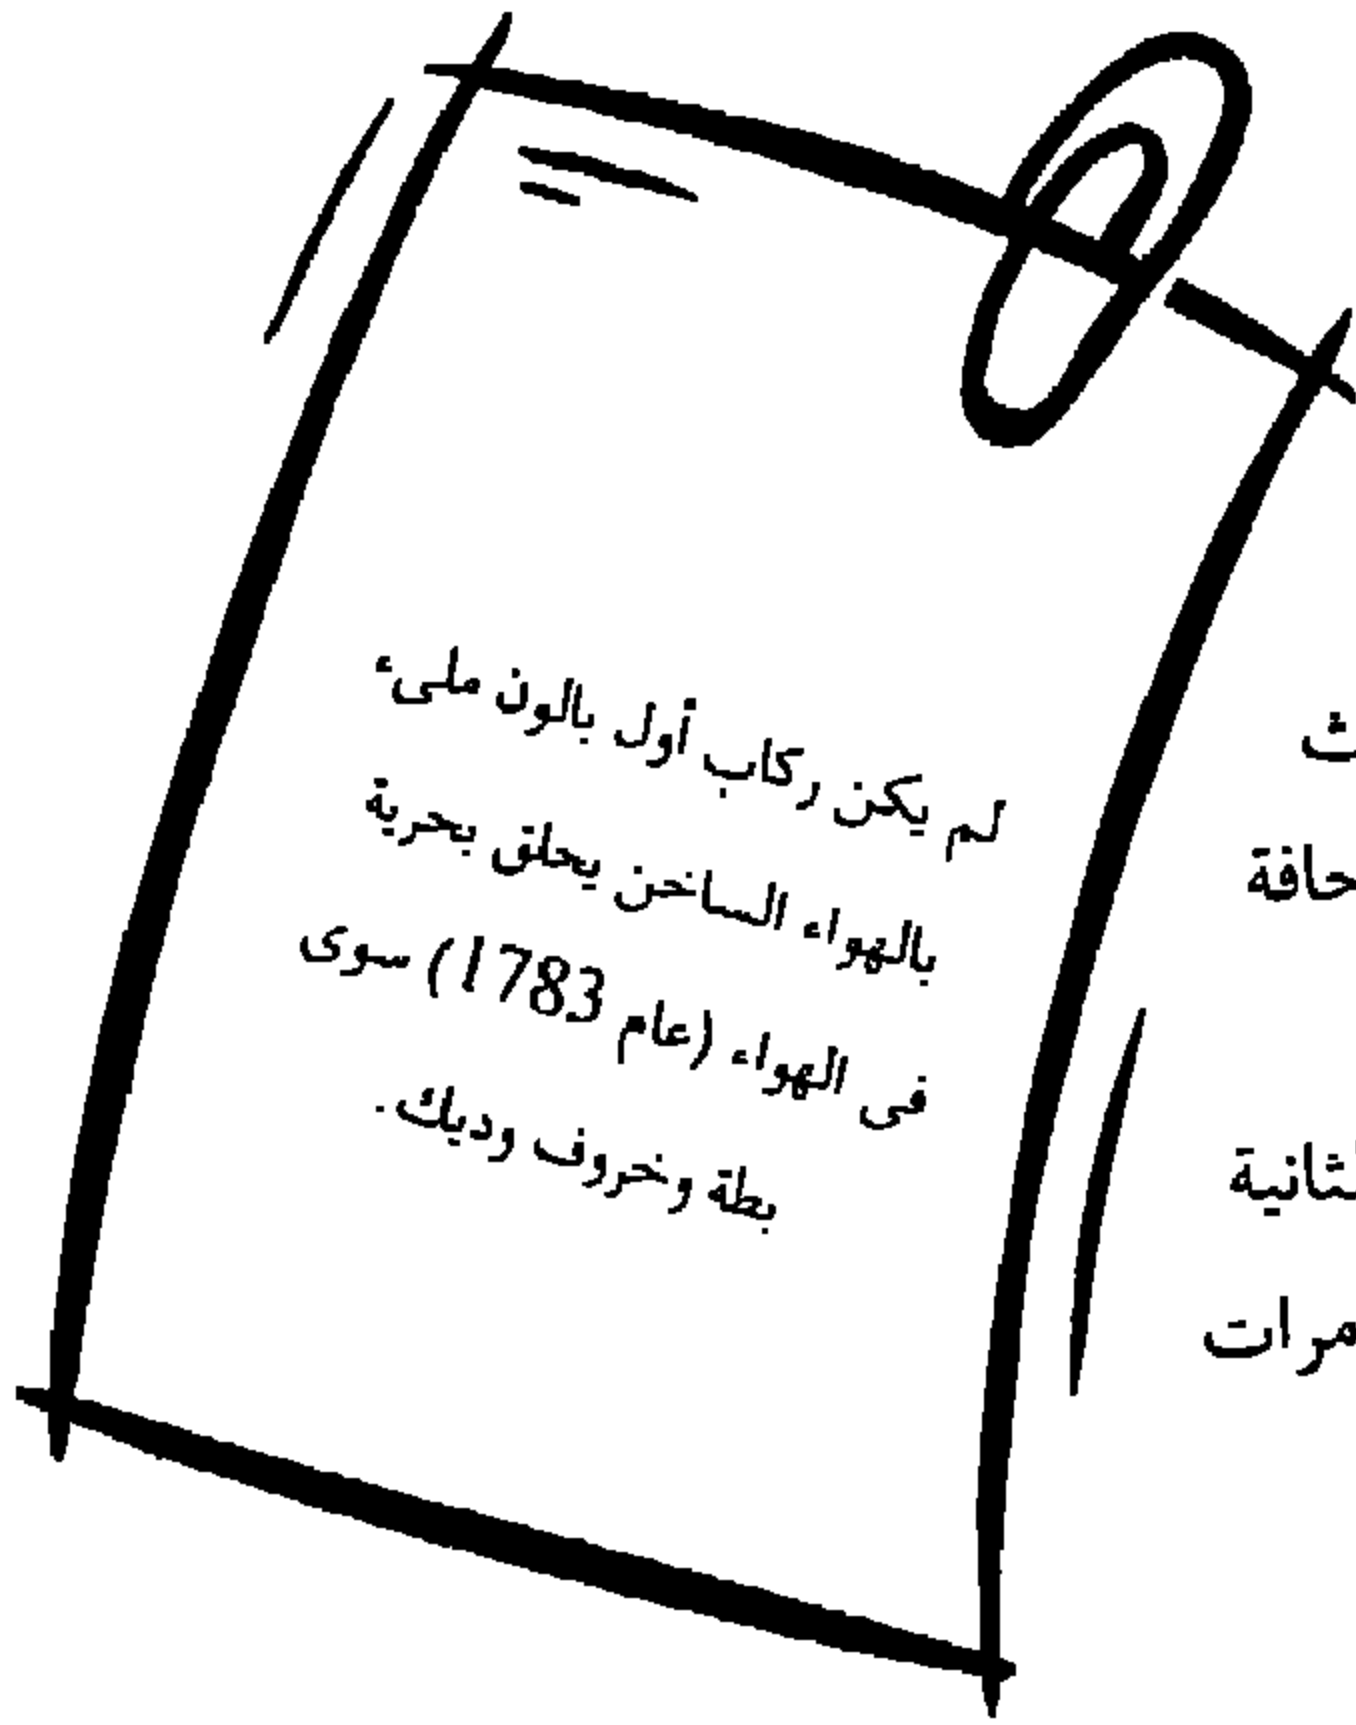 لم يكن ركاب أول بالون ملىء
بالهواء الساخن يحلق بحرية
فى الهواء (عام 1783) سوى
بطة وخروف وديك.
حافة
مرات